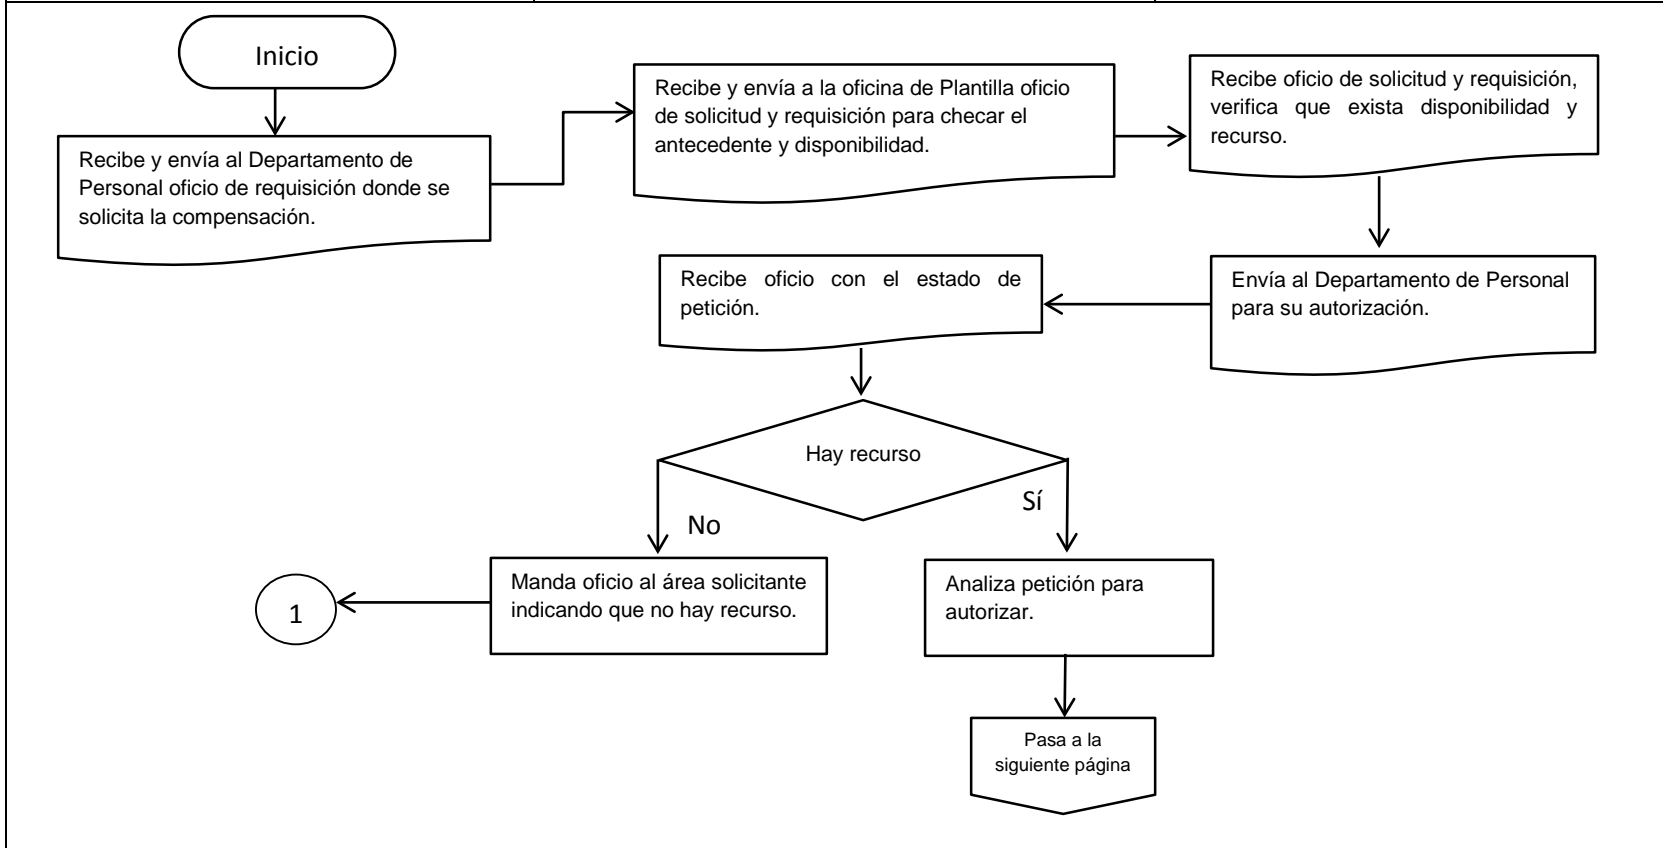 Inicio
Recibe y envía al Departamento de
Personal oficio de requisición donde se
solicita la compensación.
Recibe y envía a la oficina de Plantilla oficio
de solicitud y requisición para checar el
antecedente y disponibilidad.
Recibe oficio de solicitud y requisición,
verifica que exista disponibilidad y
recurso.
Envía al Departamento de Personal
para su autorización.
Recibe oficio con el estado de
petición.
Hay recurso
No
Sí
Manda oficio al área solicitante
indicando que no hay recurso.
1
Analiza petición para
autorizar.
Pasa a la
siguiente página